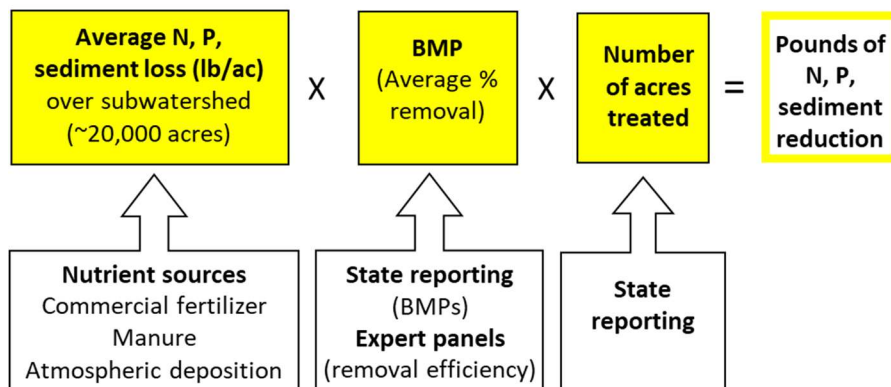 Average N, P,
sediment loss (lb/ac)
over subwatershed
(~20,000 acres)
X
BMP
(Average %
removal)
X
Number
of acres
treated
=
Pounds of
N, P,
sediment
reduction
Nutrient sources
Commercial fertilizer
Manure
Atmospheric deposition
State reporting
(BMPs)
Expert panels
(removal efficiency)
State
reporting